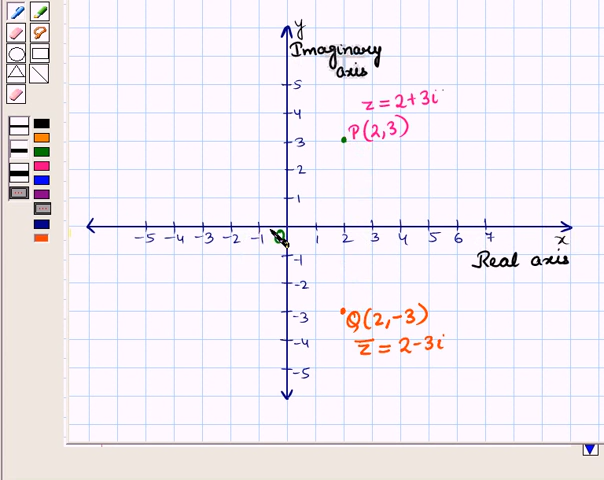 y
Imaginary
axis
5
z = 2+3i
4
P(2,3)
3
2
1
-5 -4 -3 -2 -1 O 1 2 3 4 5 6 7 x
-1
Real axis
-2
-3
Q(2,-3)
-4
z̅ = 2-3i
-5